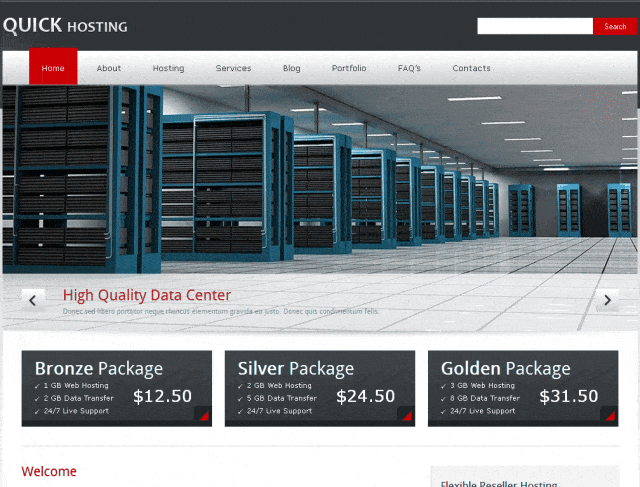 QUICK HOSTING
Search
Home About Hosting Services Blog Portfolio FAQ's Contacts
High Quality Data Center
Donec sed libero portotor neque rhoncus elementum gravida eu justo. Donec quis condimentum felis.
Bronze Package
✓ 1 GB Web Hosting
✓ 2 GB Data Transfer
✓ 24/7 Live Support
$12.50
Silver Package
✓ 2 GB Web Hosting
✓ 5 GB Data Transfer
✓ 24/7 Live Support
$24.50
Golden Package
✓ 3 GB Web Hosting
✓ 8 GB Data Transfer
✓ 24/7 Live Support
$31.50
Welcome
Flexible Reseller Hosting